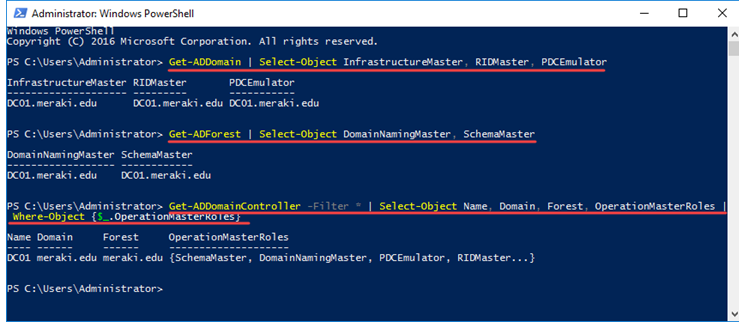 Administrator: Windows PowerShell
Windows PowerShell
Copyright (C) 2016 Microsoft Corporation. All rights reserved.
PS C:\Users\Administrator> Get-ADDomain | Select-Object InfrastructureMaster, RIDMaster, PDCEmulator
InfrastructureMaster RIDMaster PDCEmulator
-------------------- --------- -----------
DC01.meraki.edu DC01.meraki.edu DC01.meraki.edu
PS C:\Users\Administrator> Get-ADForest | Select-Object DomainNamingMaster, SchemaMaster
DomainNamingMaster SchemaMaster
------------------ ------------
DC01.meraki.edu DC01.meraki.edu
PS C:\Users\Administrator> Get-ADDomainController -Filter * | Select-Object Name, Domain, Forest, OperationMasterRoles |
Where-Object {$_.OperationMasterRoles}
Name Domain Forest OperationMasterRoles
---- ------ ------ --------------------
DC01 meraki.edu meraki.edu {SchemaMaster, DomainNamingMaster, PDCEmulator, RIDMaster...}
PS C:\Users\Administrator>